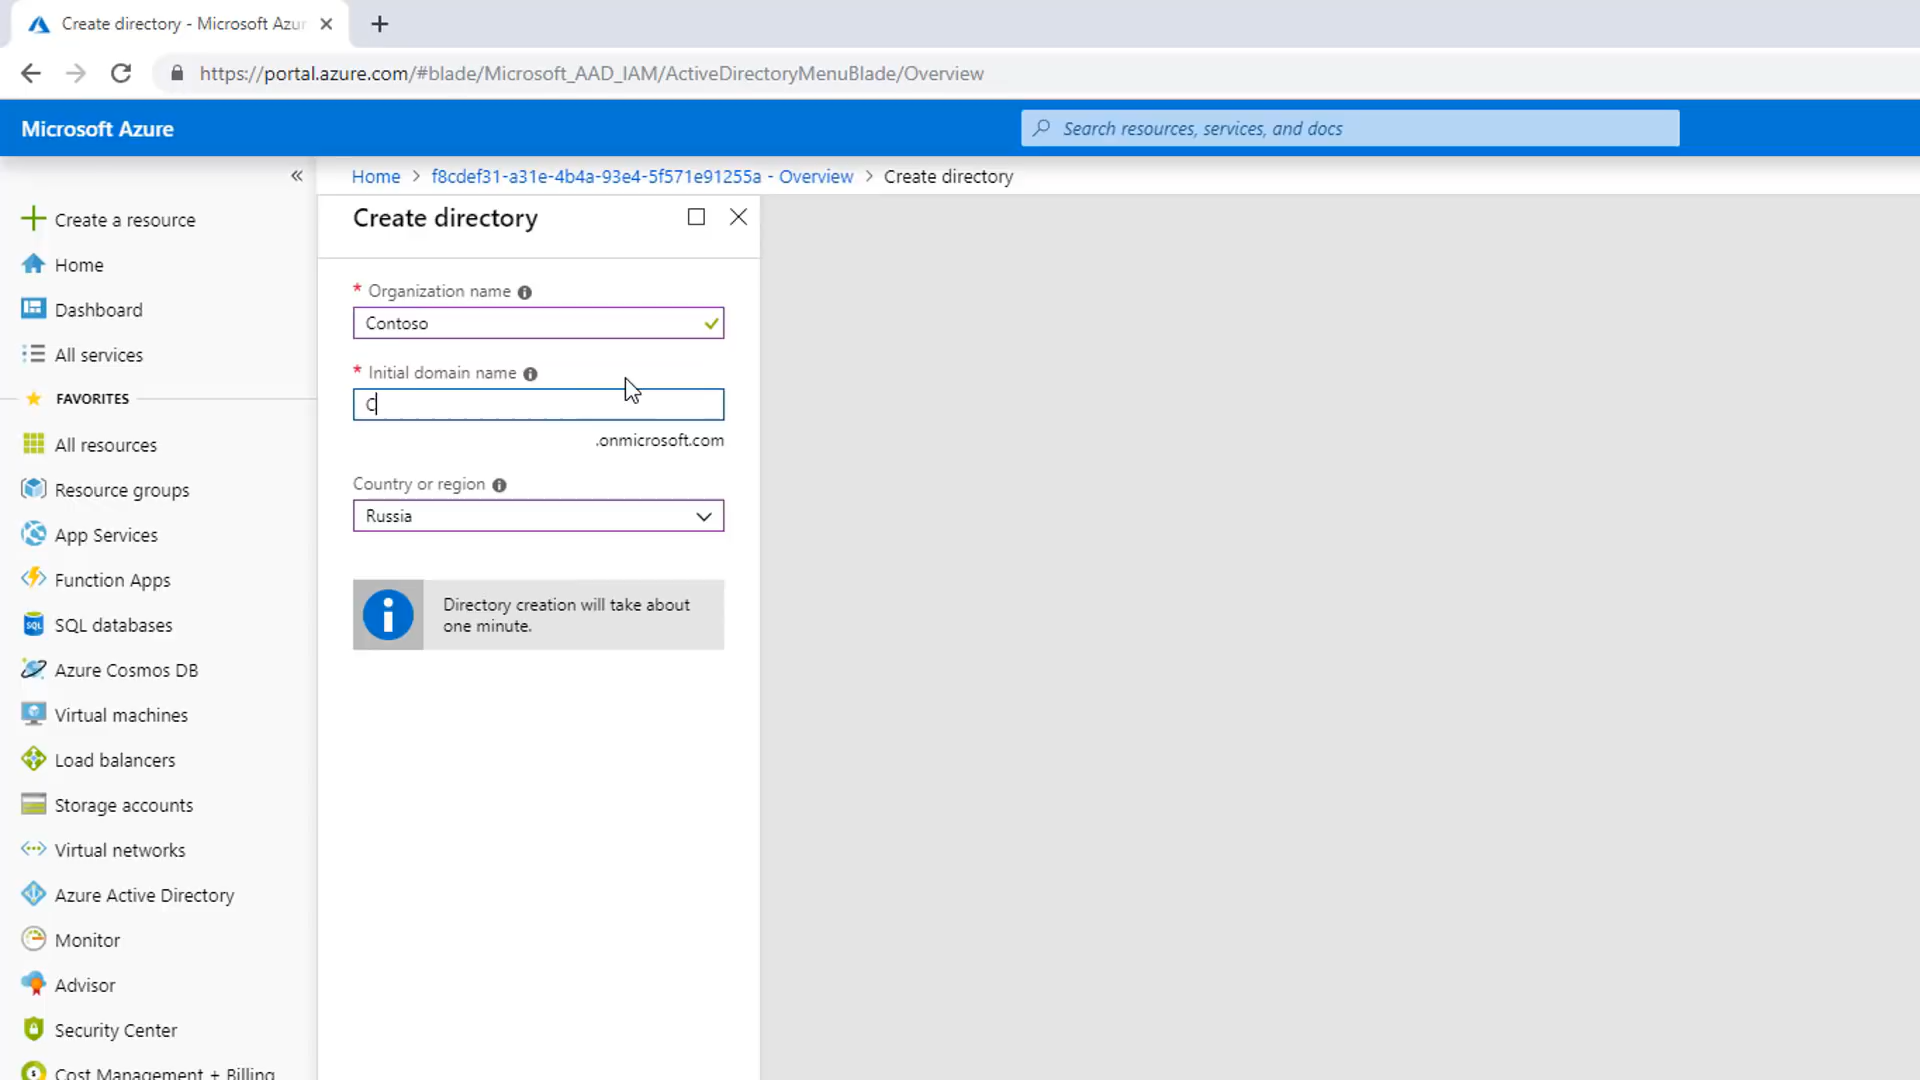 Create directory - Microsoft Azur
https://portal.azure.com/#blade/Microsoft_AAD_IAM/ActiveDirectoryMenuBlade/Overview
Microsoft Azure
Search resources, services, and docs
Home > f8cdef31-a31e-4b4a-93e4-5f571e91255a - Overview > Create directory
Create a resource
Home
Dashboard
All services
FAVORITES
All resources
Resource groups
App Services
Function Apps
SQL databases
Azure Cosmos DB
Virtual machines
Load balancers
Storage accounts
Virtual networks
Azure Active Directory
Monitor
Advisor
Security Center
Cost Management + Billing
Create directory
* Organization name
Contoso
* Initial domain name
C
.onmicrosoft.com
Country or region
Russia
Directory creation will take about
one minute.